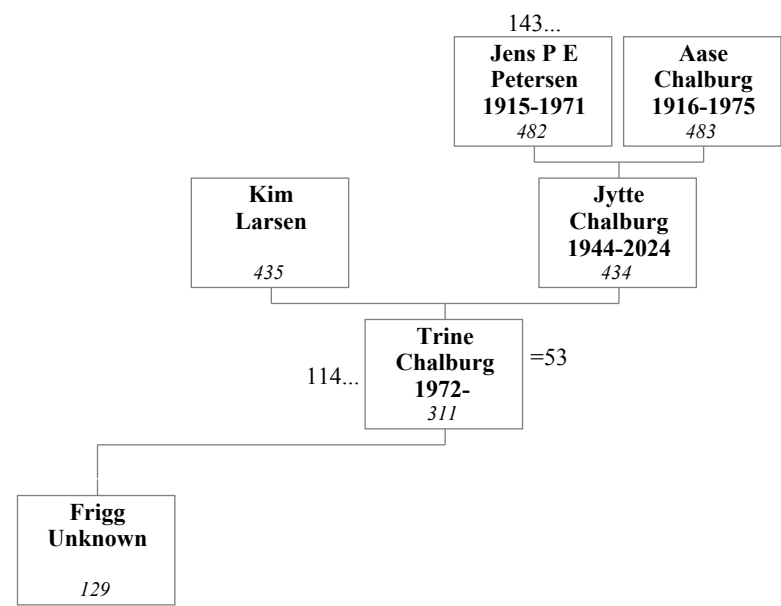 143...
Jens P E
Petersen
1915-1971
482
Aase
Chalburg
1916-1975
483
Kim
Larsen
435
Jytte
Chalburg
1944-2024
434
114...
Trine
Chalburg
1972-
311
=53
Frigg
Unknown
129